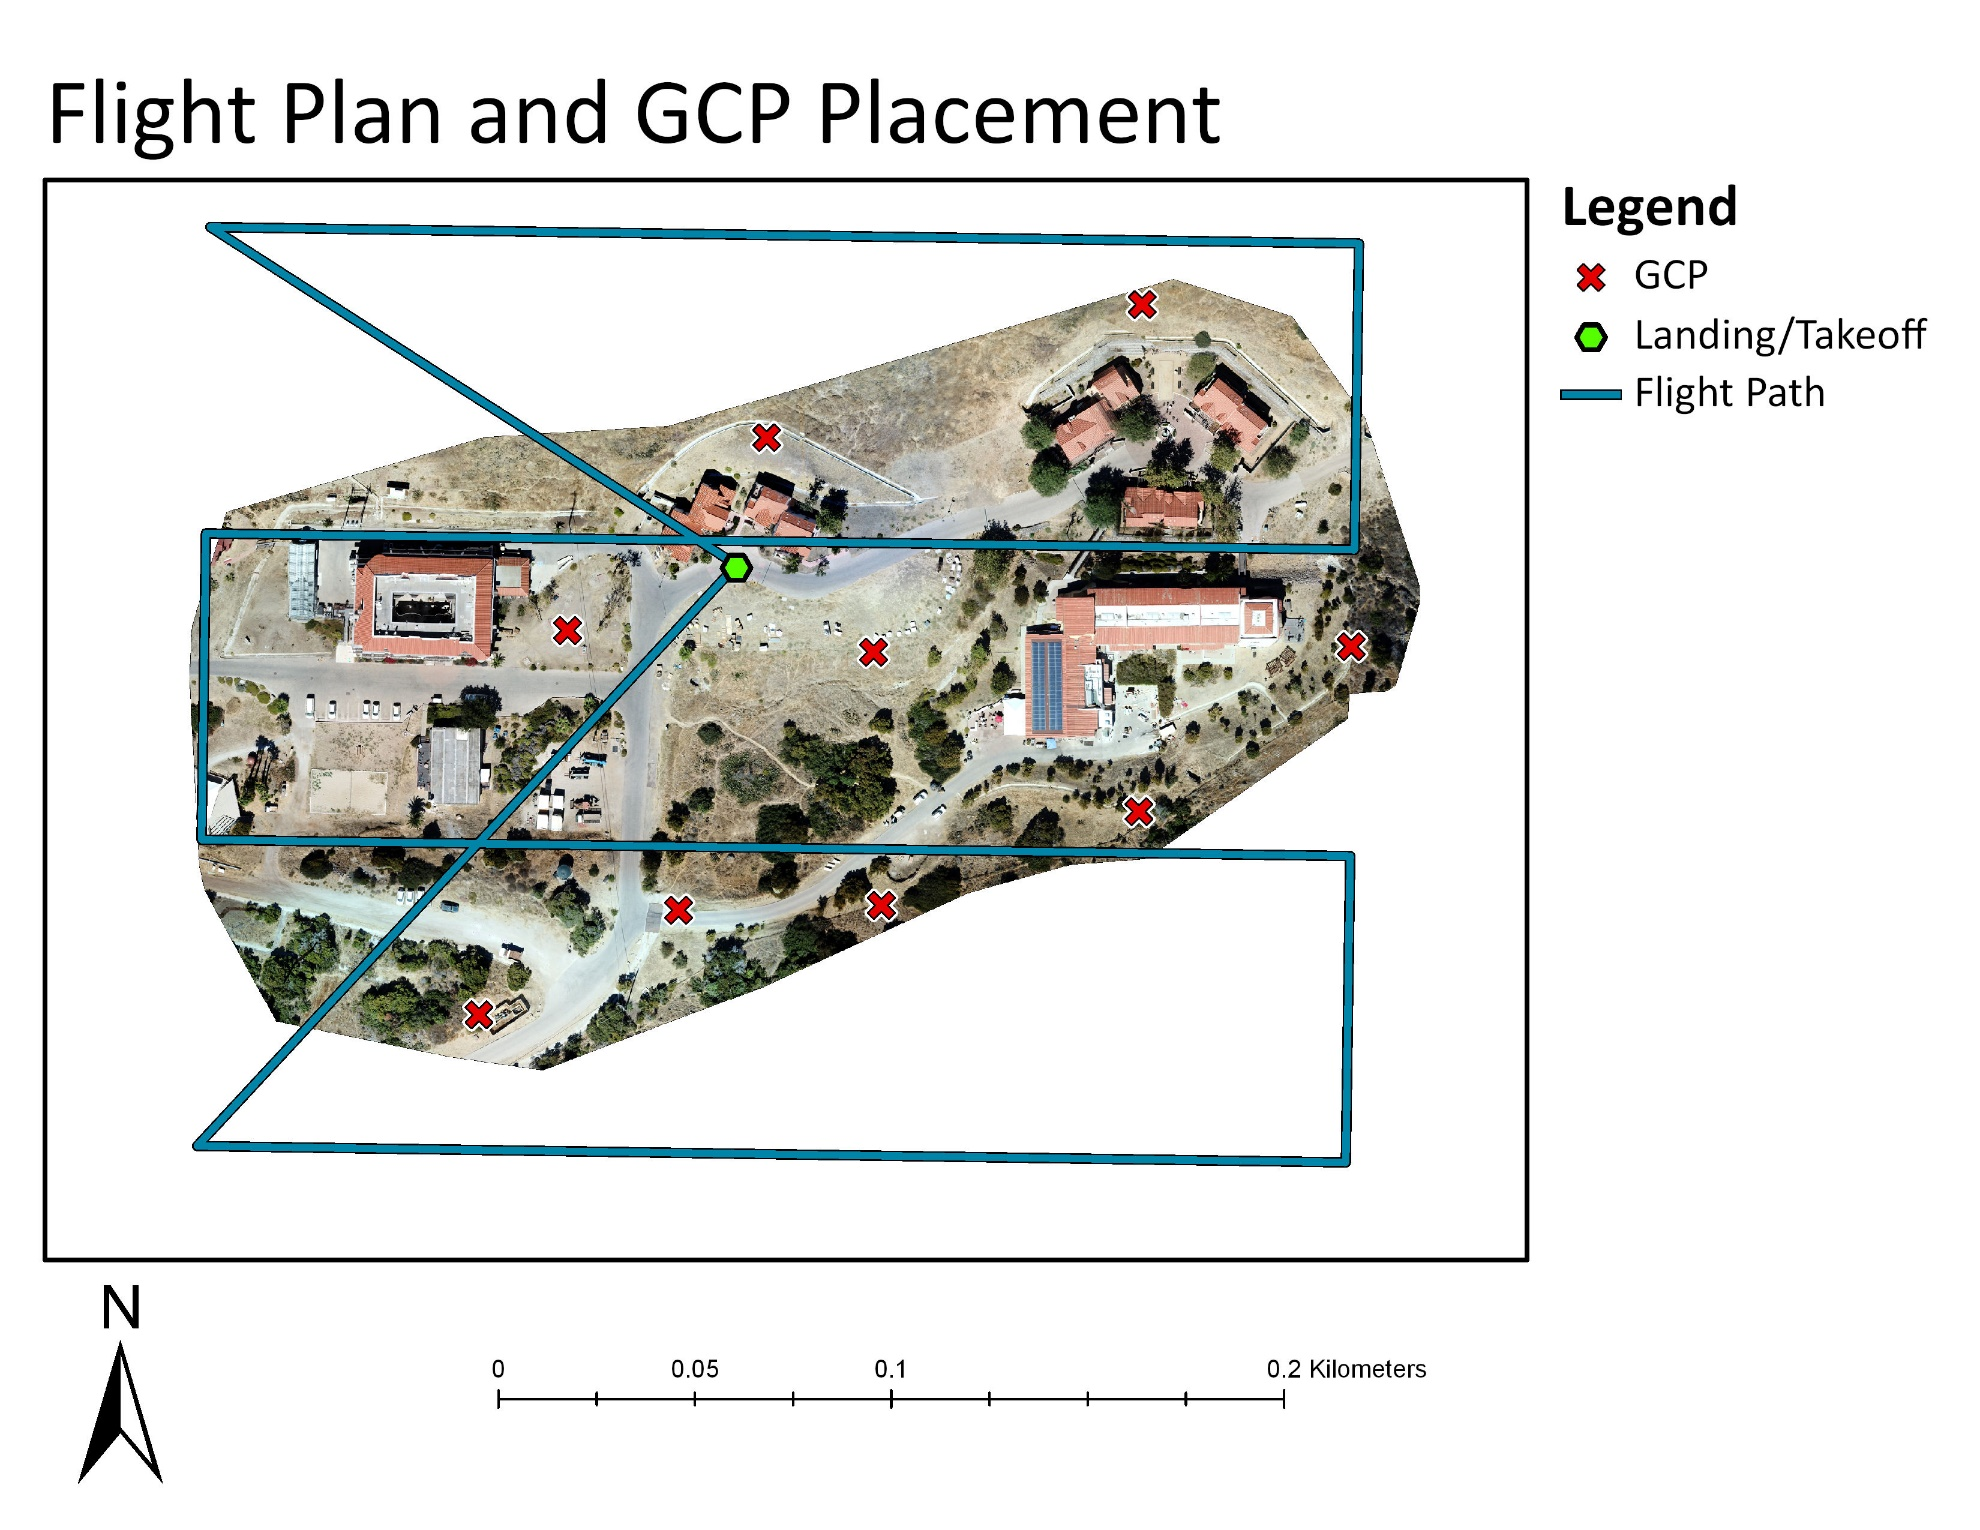 Flight Plan and GCP Placement
Legend
GCP
Landing/Takeoff
Flight Path
N
0 0.05 0.1 0.2 Kilometers